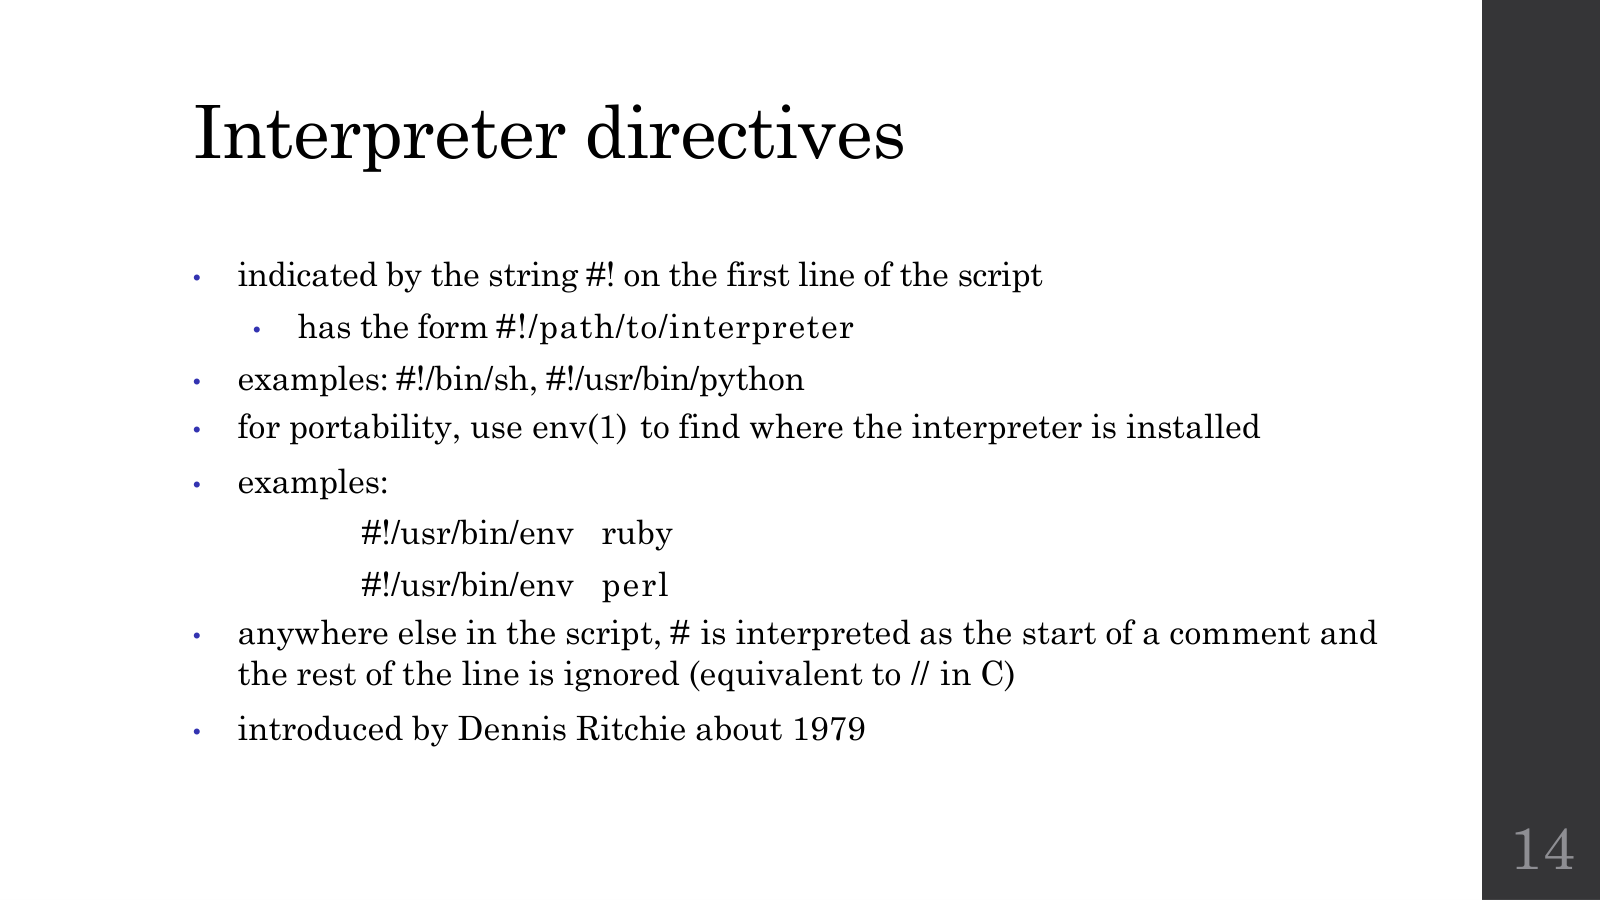 Interpreter directives
• indicated by the string #! on the first line of the script
• has the form #!/path/to/interpreter
• examples: #!/bin/sh, #!/usr/bin/python
• for portability, use env(1) to find where the interpreter is installed
• examples:
#!/usr/bin/env ruby
#!/usr/bin/env perl
• anywhere else in the script, # is interpreted as the start of a comment and
the rest of the line is ignored (equivalent to // in C)
• introduced by Dennis Ritchie about 1979
14